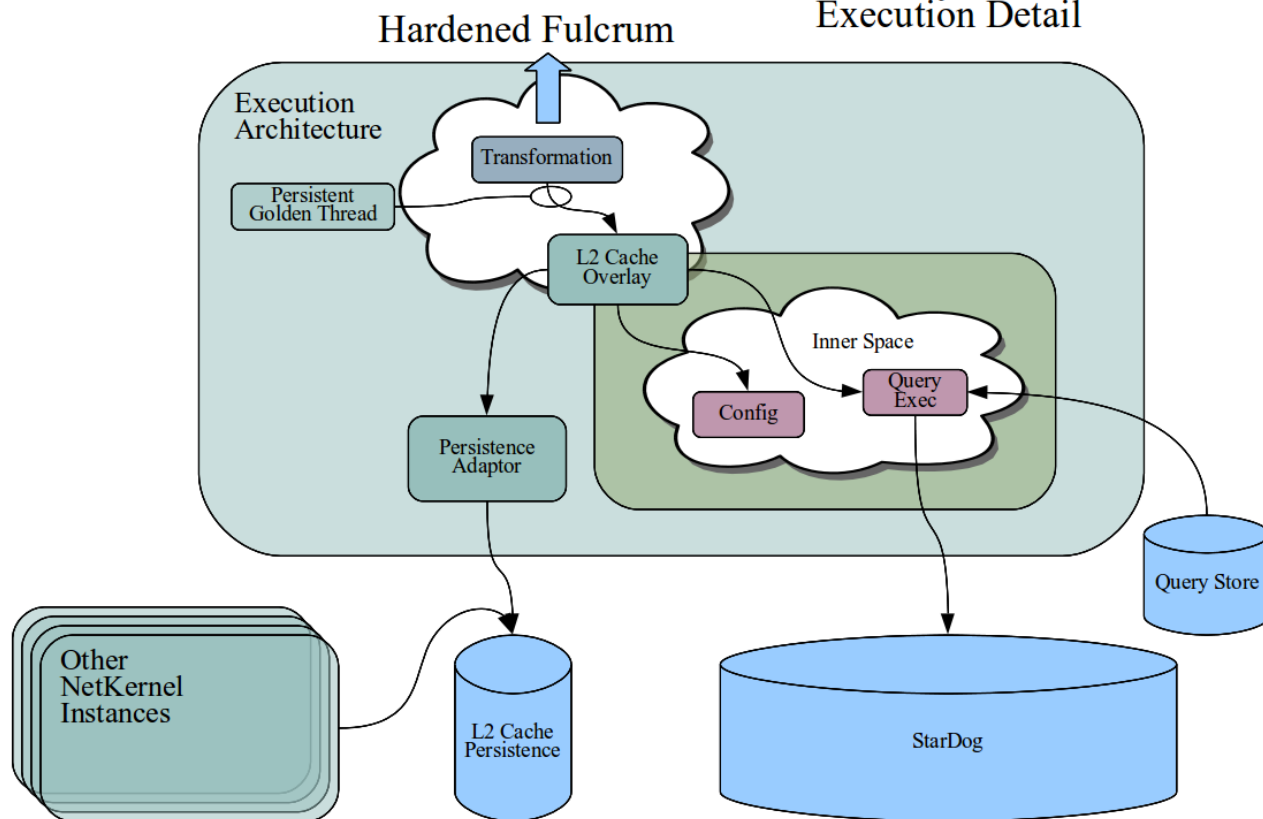 Execution Detail
Hardened Fulcrum
Execution
Architecture
Transformation
Persistent
Golden Thread
L2 Cache
Overlay
Inner Space
Query
Exec
Config
Persistence
Adaptor
Query Store
Other
NetKernel
Instances
L2 Cache
Persistence
StarDog